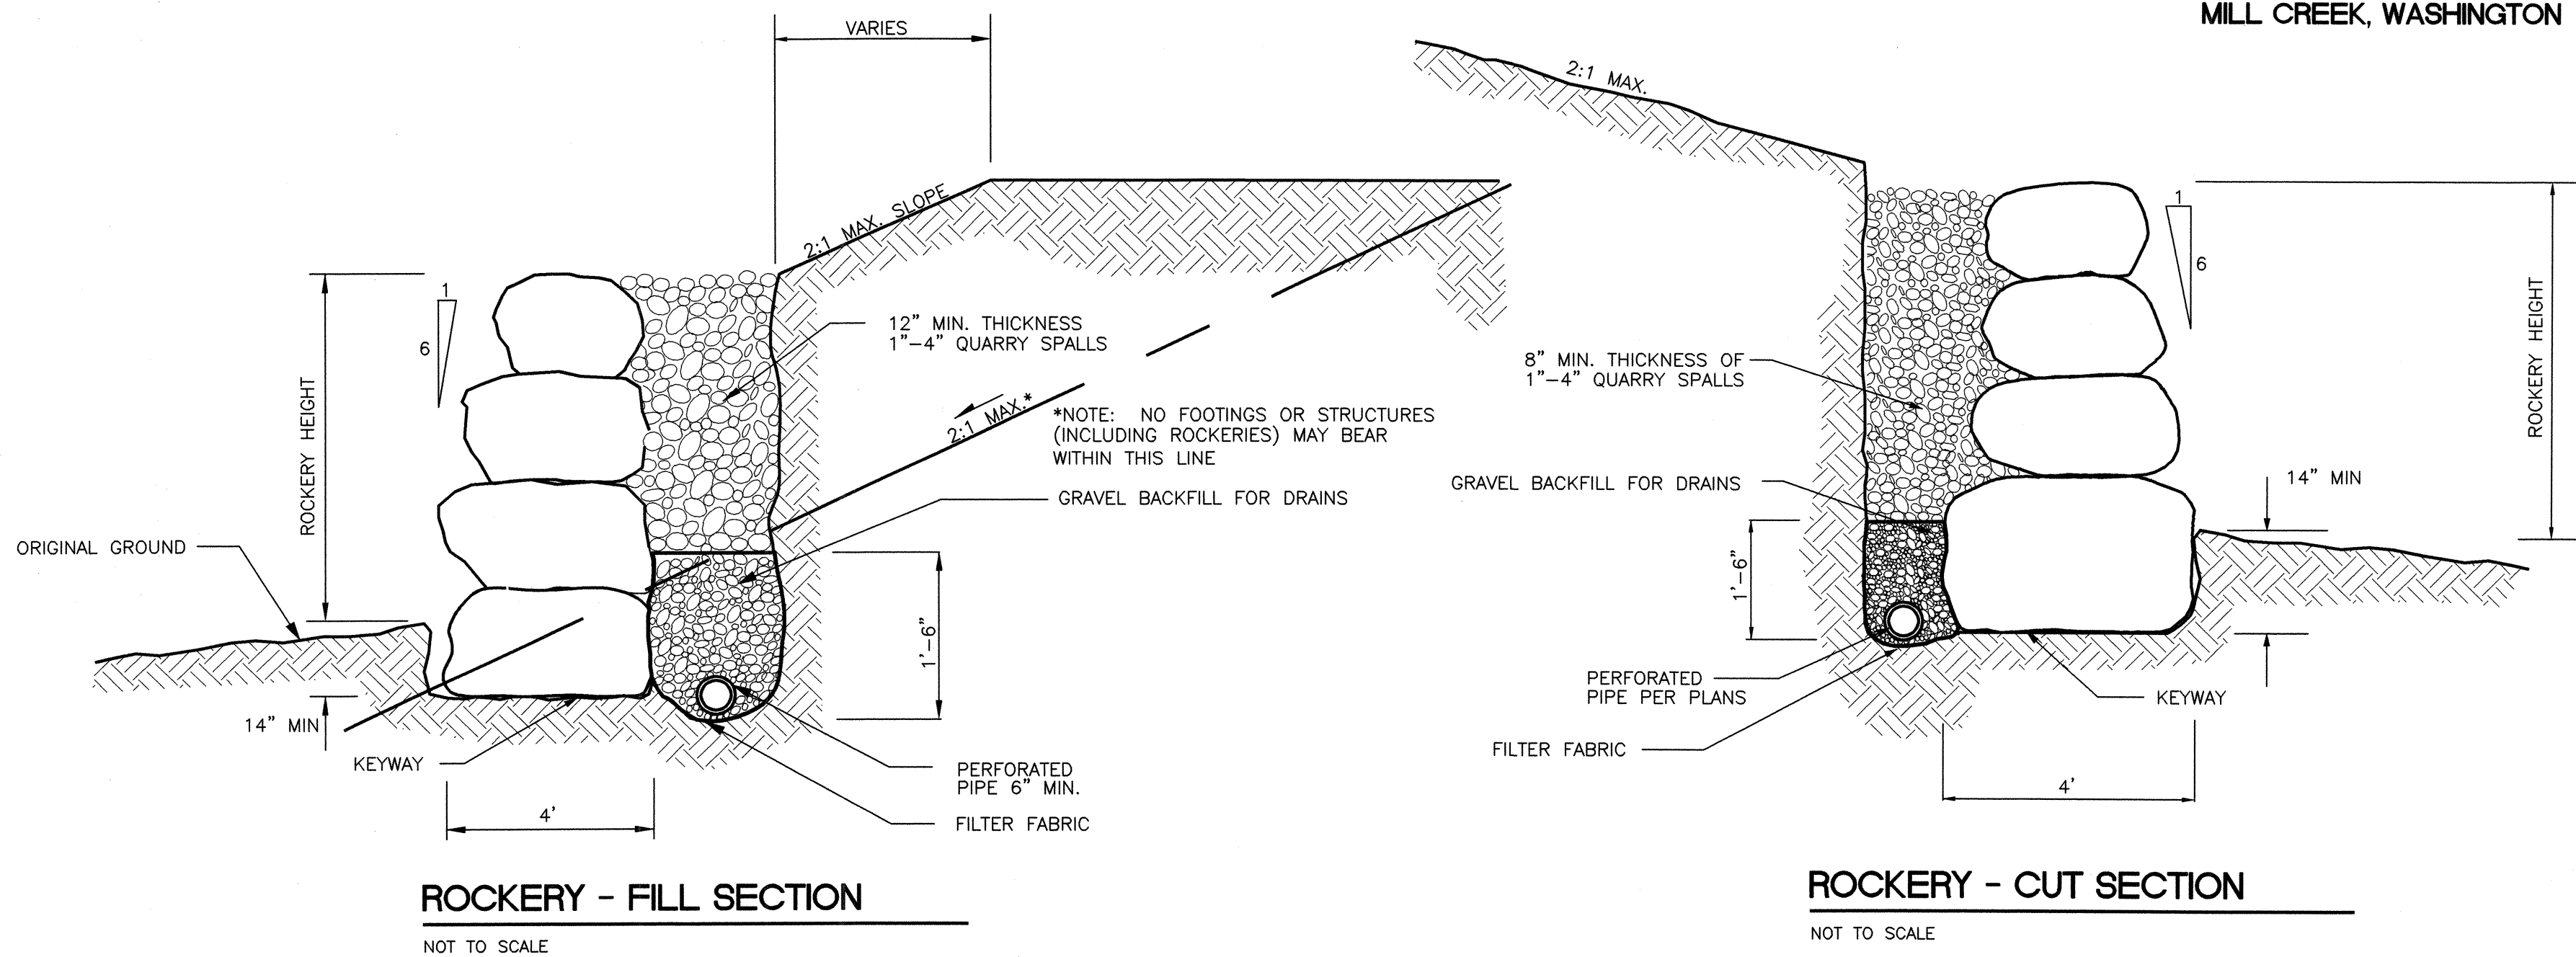 MILL CREEK, WASHINGTON
VARIES
2:1 MAX. SLOPE
1
6
ROCKERY HEIGHT
12" MIN. THICKNESS
1"-4" QUARRY SPALLS
2:1 MAX.*
*NOTE: NO FOOTINGS OR STRUCTURES
(INCLUDING ROCKERIES) MAY BEAR
WITHIN THIS LINE
GRAVEL BACKFILL FOR DRAINS
ORIGINAL GROUND
1'-6"
14" MIN
KEYWAY
4'
PERFORATED
PIPE 6" MIN.
FILTER FABRIC
ROCKERY - FILL SECTION
NOT TO SCALE
2:1 MAX.
1
6
ROCKERY HEIGHT
8" MIN. THICKNESS OF
1"-4" QUARRY SPALLS
GRAVEL BACKFILL FOR DRAINS
14" MIN
1'-6"
PERFORATED
PIPE PER PLANS
KEYWAY
FILTER FABRIC
4'
ROCKERY - CUT SECTION
NOT TO SCALE